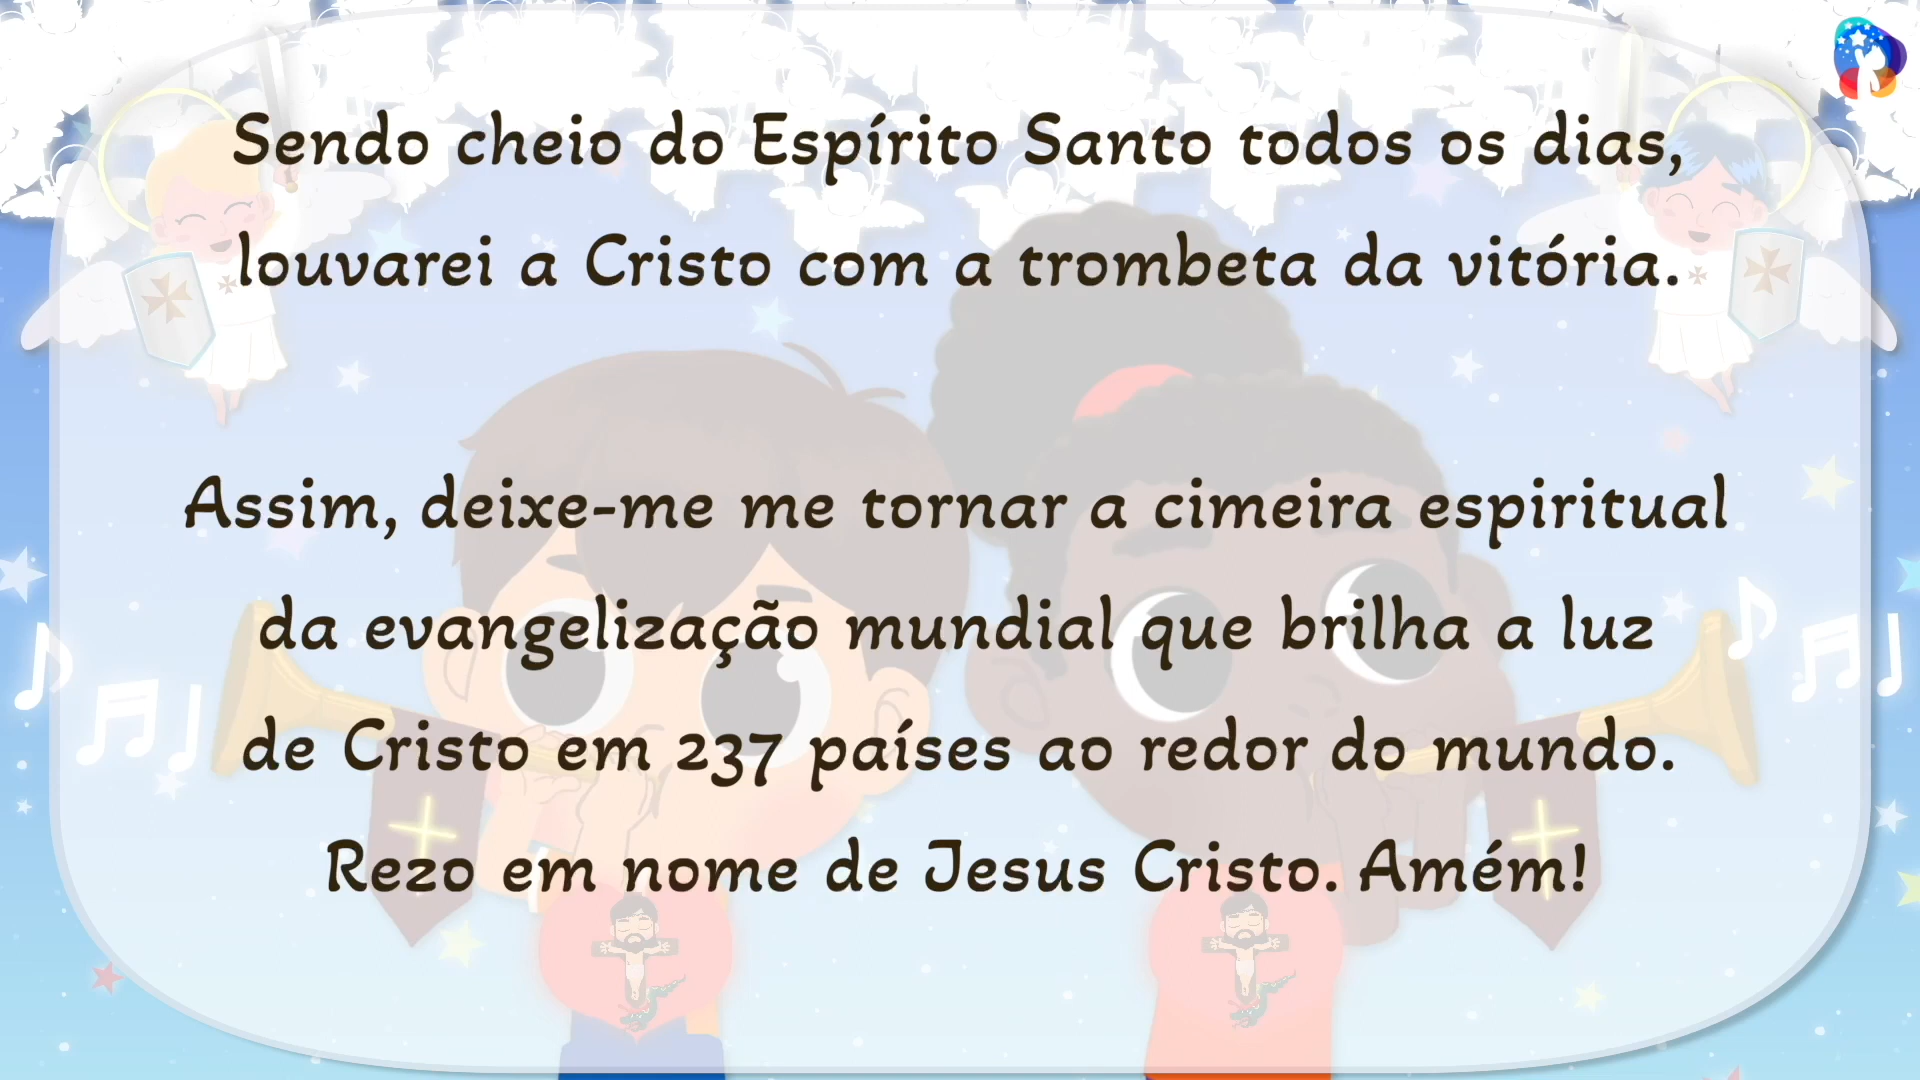 Sendo cheio do Espírito Santo todos os dias,
louvarei a Cristo com a trombeta da vitória.
Assim, deixe-me me tornar a cimeira espiritual
da evangelização mundial que brilha a luz
de Cristo em 237 países ao redor do mundo.
Rezo em nome de Jesus Cristo. Amém!